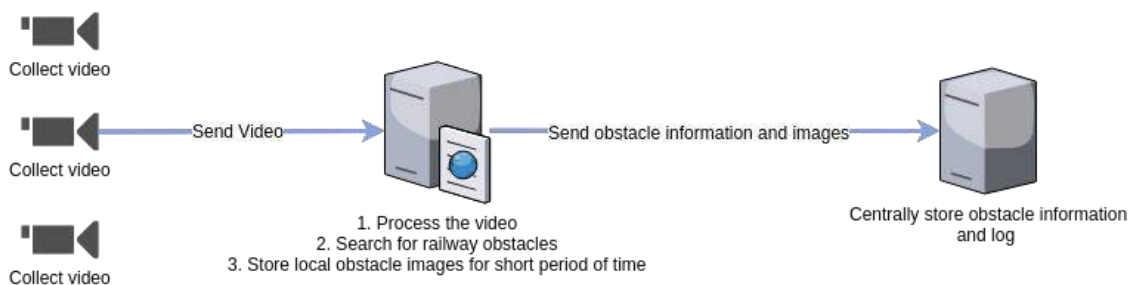 Collect video
Send Video
Send obstacle information and images
Collect video
Collect video
1. Process the video
2. Search for railway obstacles
3. Store local obstacle images for short period of time
Centrally store obstacle information
and log